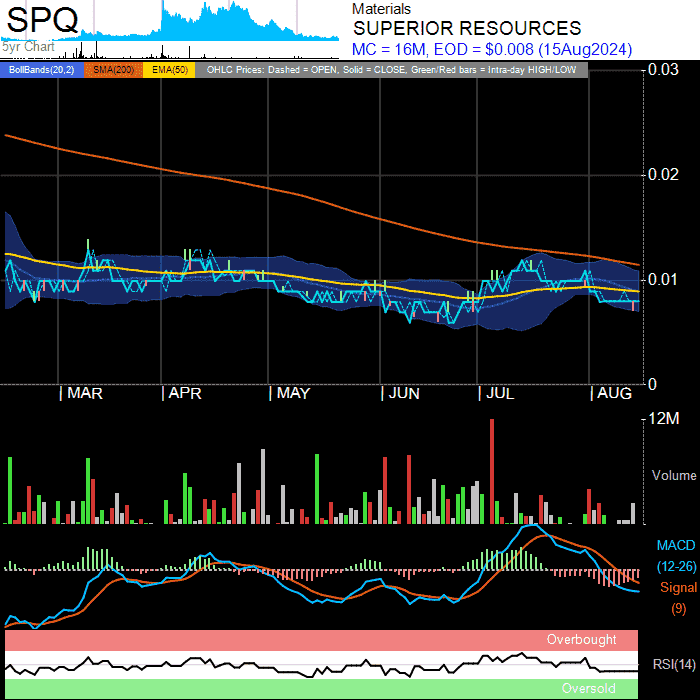 SPQ
5yr Chart
Materials
SUPERIOR RESOURCES
MC = 16M, EOD = $0.008 (15Aug2024)
BollBands(20,2) SMA(200) EMA(50) OHLC Prices: Dashed = OPEN, Solid = CLOSE, Green/Red bars = Intra-day HIGH/LOW
0.03
0.02
0.01
0
MAR APR MAY JUN JUL AUG
12M
Volume
MACD
(12-26)
Signal
(9)
Overbought
RSI(14)
Oversold